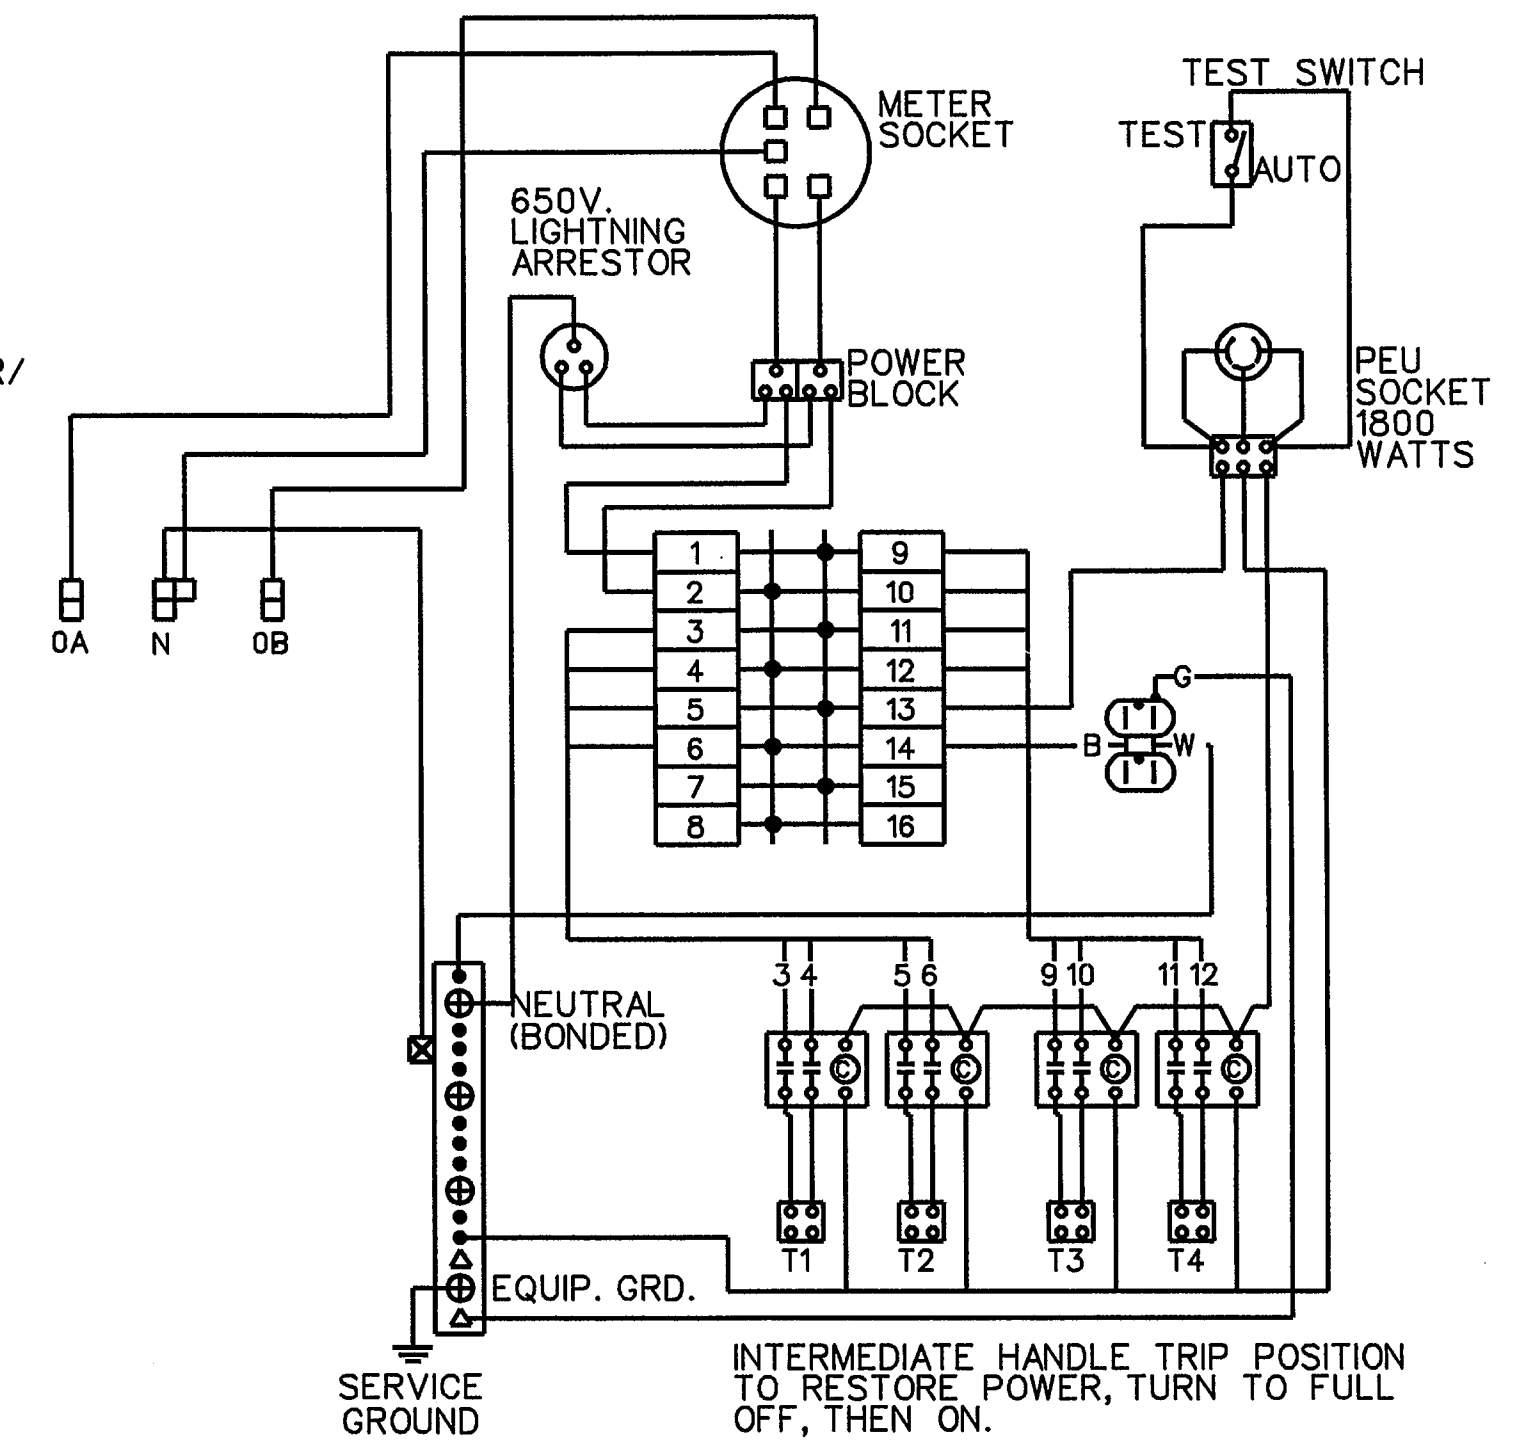 TEST SWITCH
METER
SOCKET
TEST
AUTO
650V.
LIGHTNING
ARRESTOR
R/
POWER
BLOCK
PEU
SOCKET
1800
WATTS
1 9
2 10
3 11
4 12
5 13
6 14
7 15
8 16
0A N 0B
G
B W
3 4 5 6 9 10 11 12
NEUTRAL
(BONDED)
C C C C
T1 T2 T3 T4
EQUIP. GRD.
SERVICE
GROUND
INTERMEDIATE HANDLE TRIP POSITION
TO RESTORE POWER, TURN TO FULL
OFF, THEN ON.